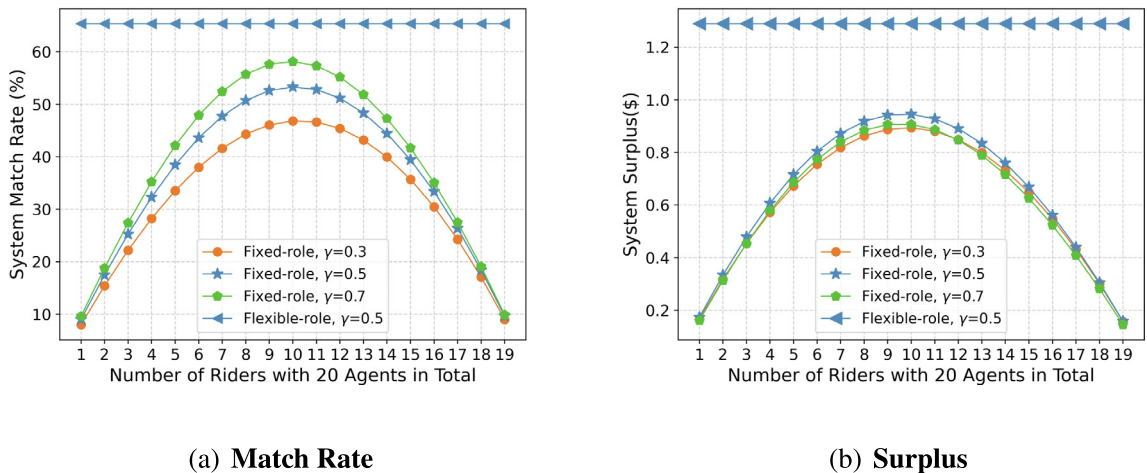 System Match Rate (%)
60
50
40
30
20
10
Fixed-role, γ=0.3
Fixed-role, γ=0.5
Fixed-role, γ=0.7
Flexible-role, γ=0.5
1 2 3 4 5 6 7 8 9 10 11 12 13 14 15 16 17 18 19
Number of Riders with 20 Agents in Total
(a) Match Rate
System Surplus($)
1.2
1.0
0.8
0.6
0.4
0.2
Fixed-role, γ=0.3
Fixed-role, γ=0.5
Fixed-role, γ=0.7
Flexible-role, γ=0.5
1 2 3 4 5 6 7 8 9 10 11 12 13 14 15 16 17 18 19
Number of Riders with 20 Agents in Total
(b) Surplus